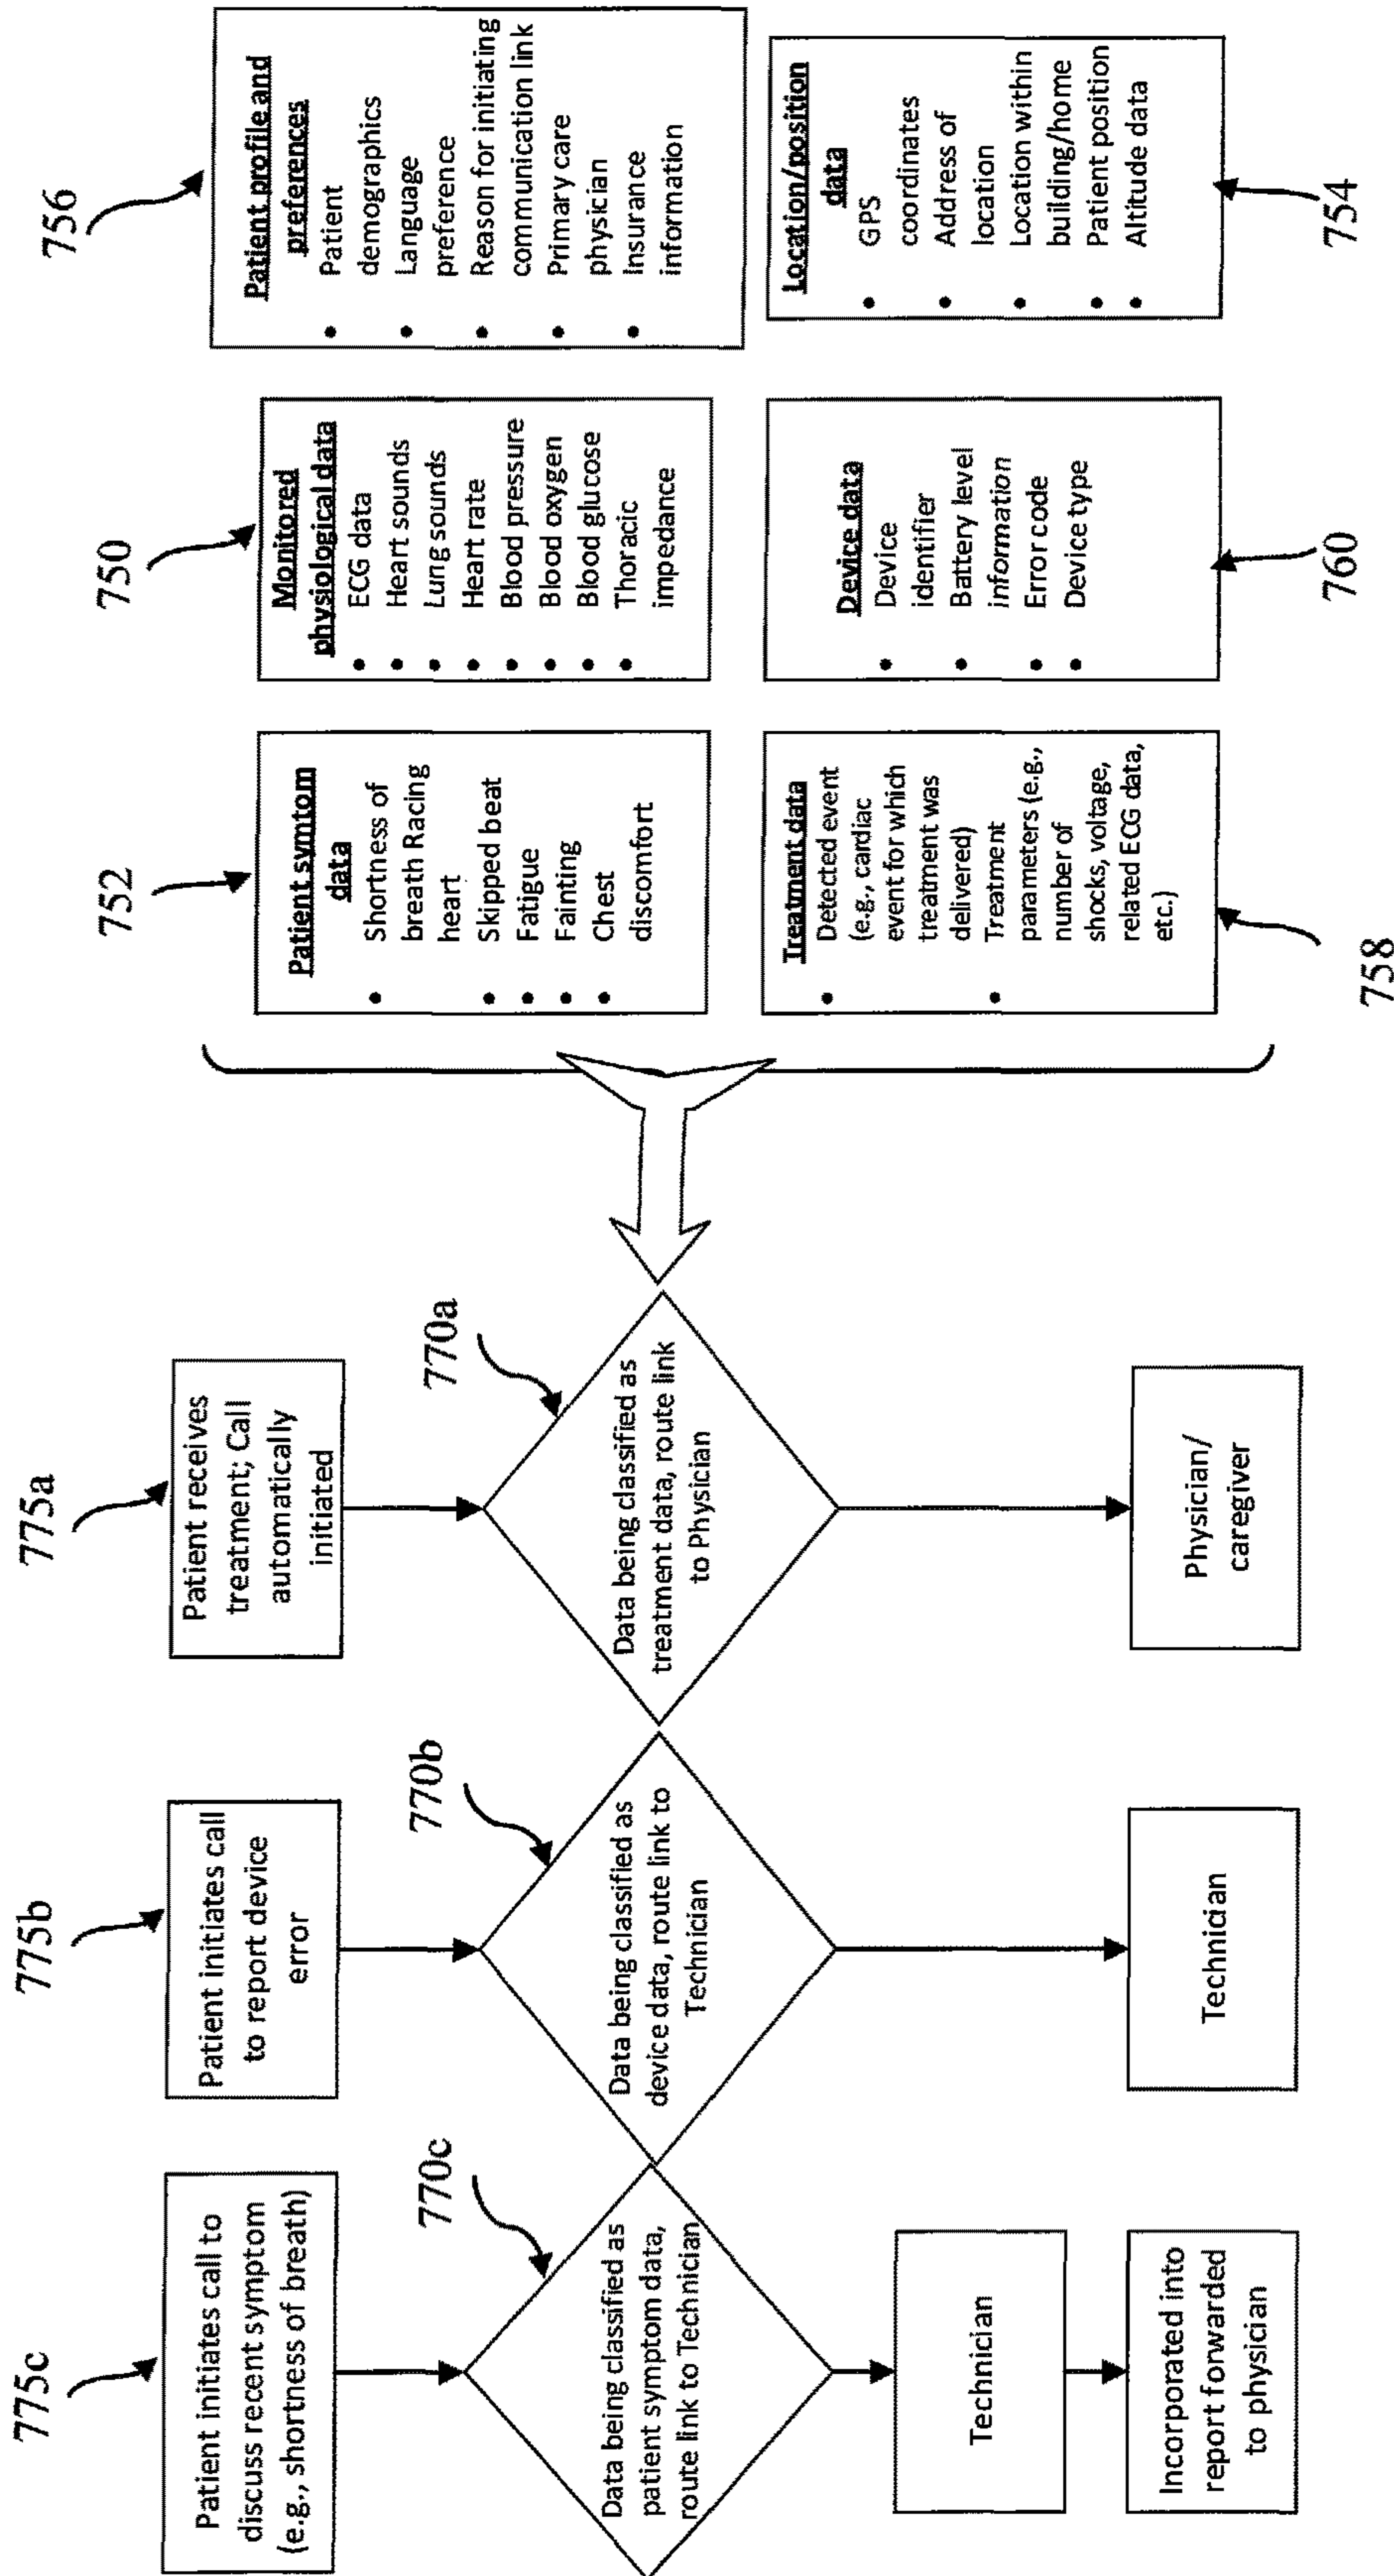 775c
Patient initiates call to
discuss recent symptom
(e.g., shortness of breath)
770c
Data being classified as
patient symptom data,
route link to Technician
Technician
Incorporated into
report forwarded
to physician
775b
Patient initiates call
to report device
error
770b
Data being classified as
device data, route link to
Technician
Technician
775a
Patient receives
treatment; Call
automatically
initiated
770a
Data being classified as
treatment data, route link
to Physician
Physician/
caregiver
752
Patient symtom
data
• Shortness of
breath Racing
heart
• Skipped beat
• Fatigue
• Fainting
• Chest
discomfort
750
Monitored
physiological data
• ECG data
• Heart sounds
• Lung sounds
• Heart rate
• Blood pressure
• Blood oxygen
• Blood glucose
• Thoracic
impedance
756
Patient profile and
preferences
• Patient
demographics
• Language
preference
• Reason for initiating
communication link
• Primary care
physician
• Insurance
information
Treatment data
• Detected event
(e.g., cardiac
event for which
treatment was
delivered)
• Treatment
parameters (e.g.,
number of
shocks, voltage,
related ECG data,
etc.)
758
Device data
• Device
identifier
• Battery level
information
• Error code
• Device type
760
Location/position
data
• GPS
coordinates
• Address of
location
• Location within
building/home
• Patient position
• Altitude data
754